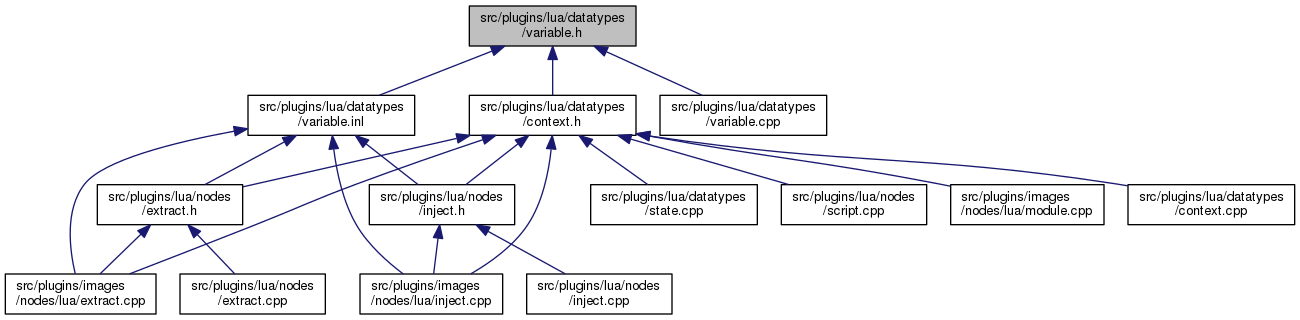 src/plugins/lua/datatypes
/variable.h
src/plugins/lua/datatypes
/variable.inl
src/plugins/lua/datatypes
/context.h
src/plugins/lua/datatypes
/variable.cpp
src/plugins/lua/nodes
/extract.h
src/plugins/lua/nodes
/inject.h
src/plugins/lua/datatypes
/state.cpp
src/plugins/lua/nodes
/script.cpp
src/plugins/images
/nodes/lua/module.cpp
src/plugins/lua/datatypes
/context.cpp
src/plugins/images
/nodes/lua/extract.cpp
src/plugins/lua/nodes
/extract.cpp
src/plugins/images
/nodes/lua/inject.cpp
src/plugins/lua/nodes
/inject.cpp